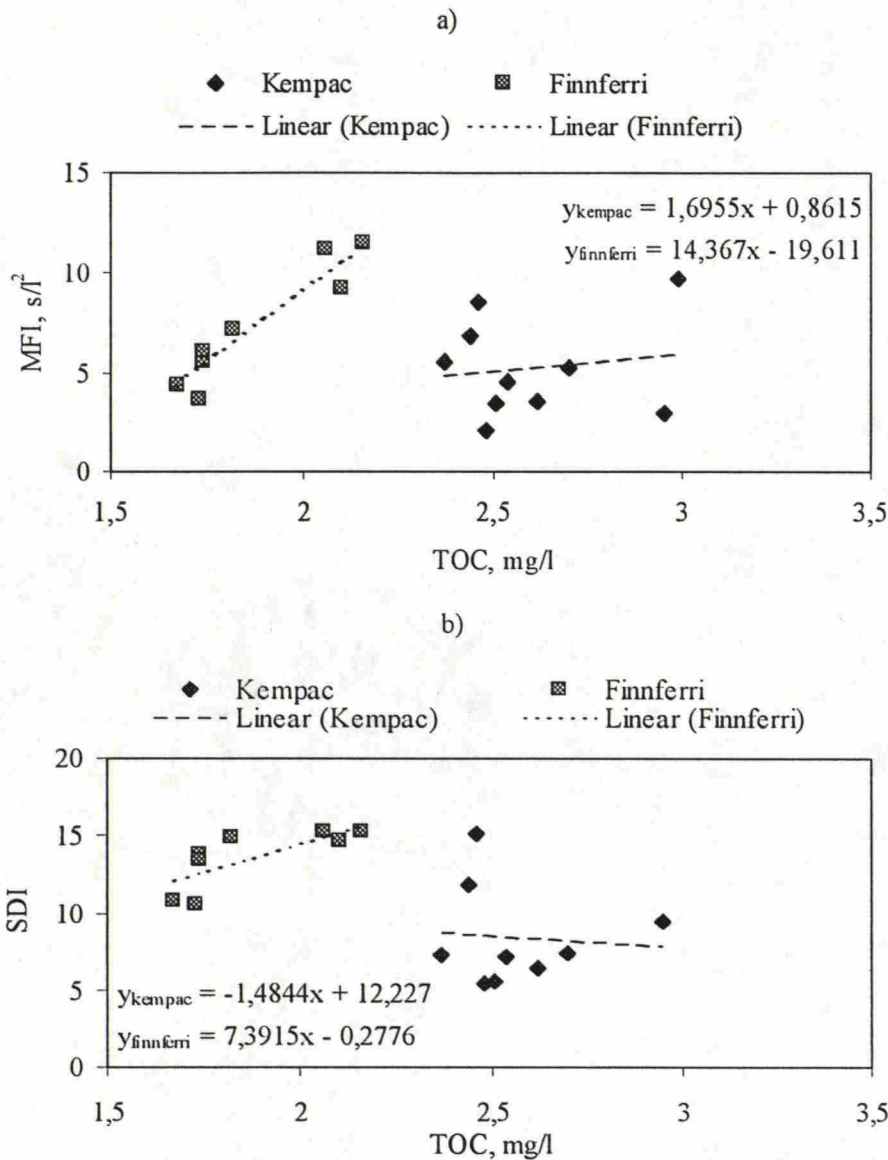 a)
Kempac Finnferri
Linear (Kempac) Linear (Finnferri)
15
10
5
0
MFI, s/l²
ykempac = 1,6955x + 0,8615
yfinnferri = 14,367x - 19,611
1,5 2 2,5 3 3,5
TOC, mg/l
b)
Kempac Finnferri
Linear (Kempac) Linear (Finnferri)
20
15
10
5
0
SDI
ykempac = -1,4844x + 12,227
yfinnferri = 7,3915x - 0,2776
1,5 2 2,5 3 3,5
TOC, mg/l